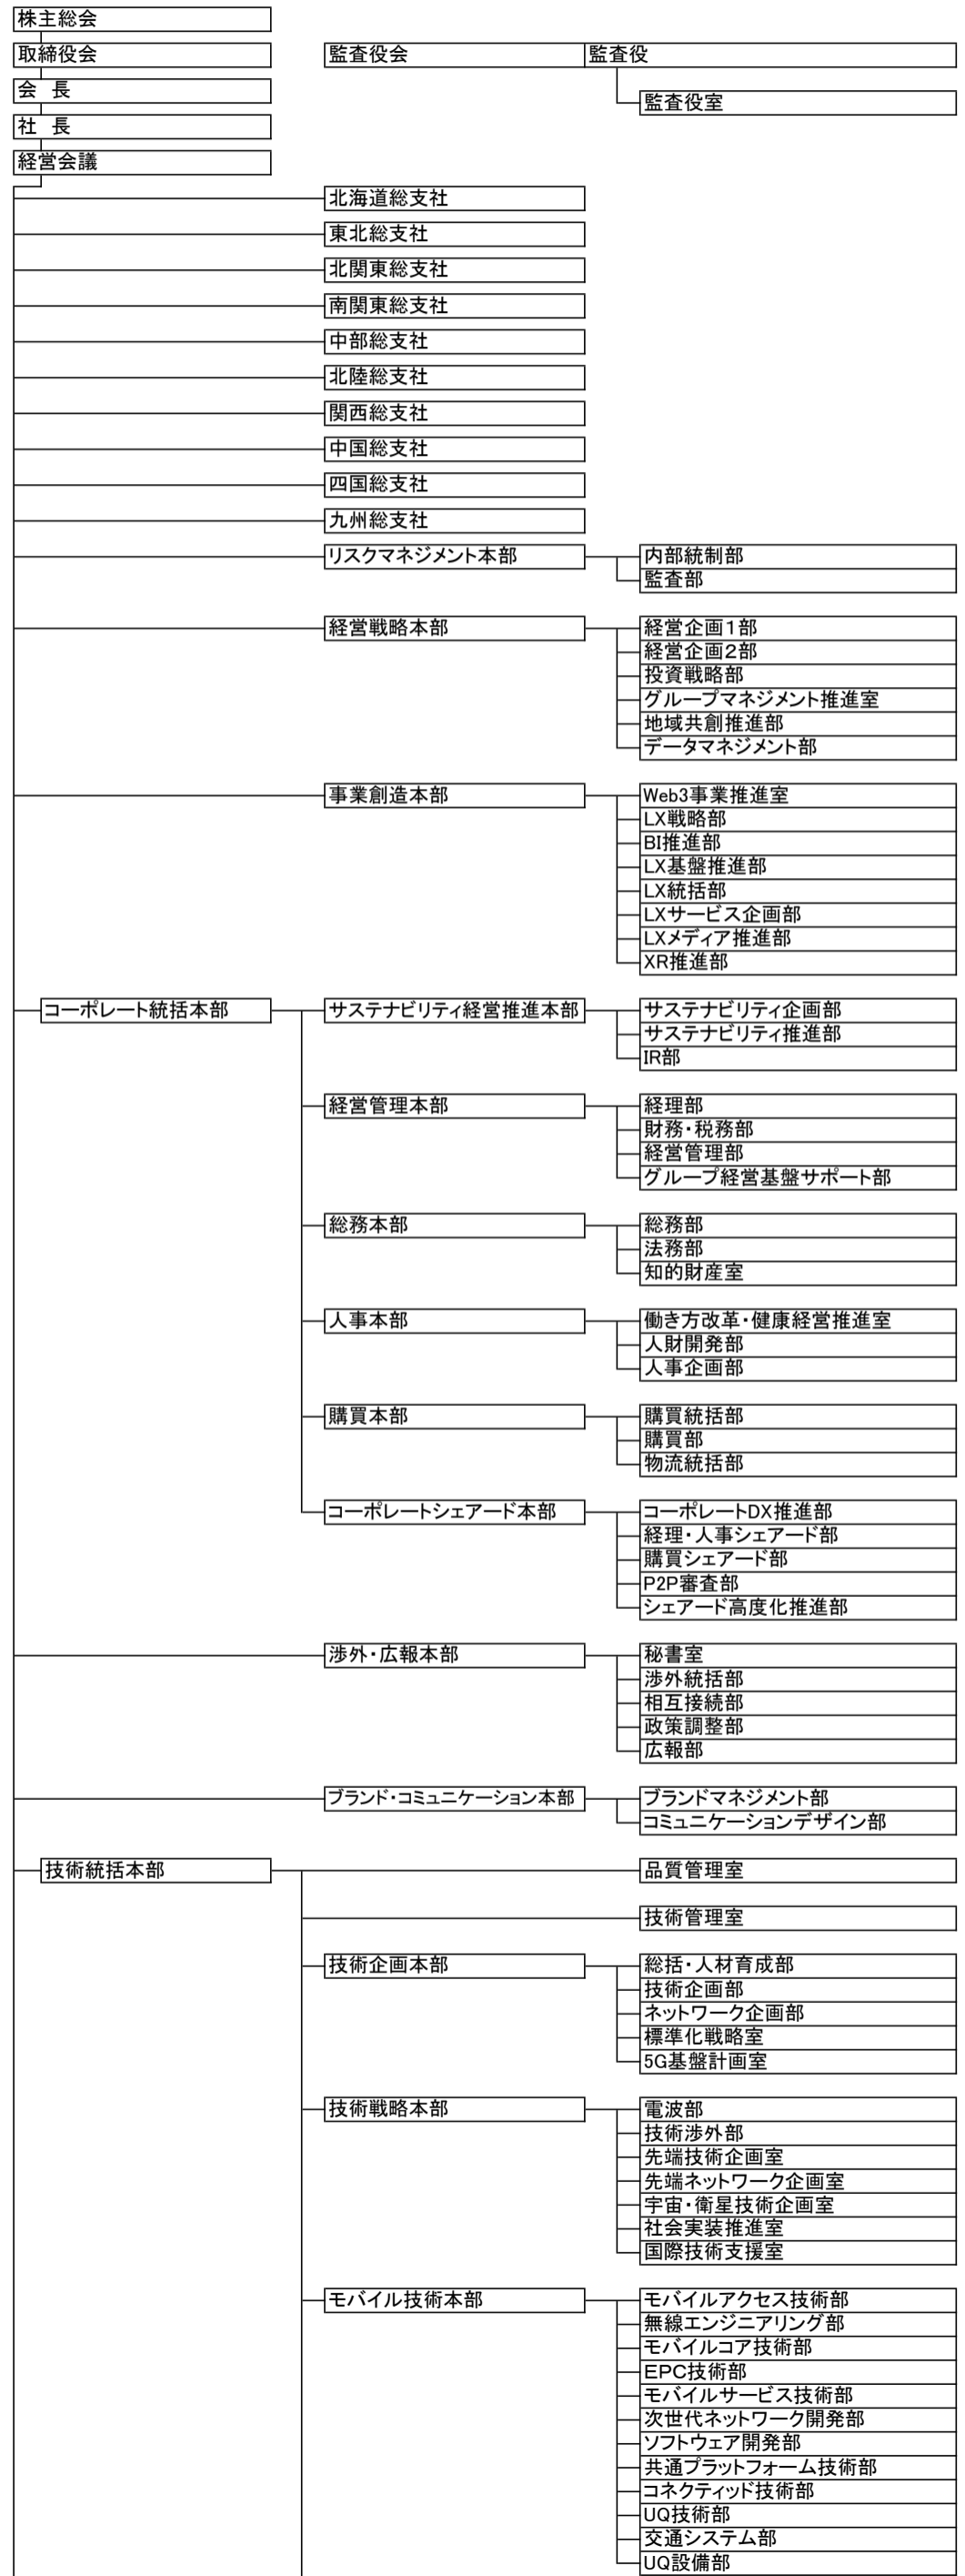 株主総会
取締役会
監査役会
監査役
会　長
監査役室
社　長
経営会議
北海道総支社
東北総支社
北関東総支社
南関東総支社
中部総支社
北陸総支社
関西総支社
中国総支社
四国総支社
九州総支社
リスクマネジメント本部
内部統制部
監査部
経営戦略本部
経営企画1部
経営企画2部
投資戦略部
グループマネジメント推進室
地域共創推進部
データマネジメント部
事業創造本部
Web3事業推進室
LX戦略部
BI推進部
LX基盤推進部
LX統括部
LXサービス企画部
LXメディア推進部
XR推進部
コーポレート統括本部
サステナビリティ経営推進本部
サステナビリティ企画部
サステナビリティ推進部
IR部
経営管理本部
経理部
財務・税務部
経営管理部
グループ経営基盤サポート部
総務本部
総務部
法務部
知的財産室
人事本部
働き方改革・健康経営推進室
人財開発部
人事企画部
購買本部
購買統括部
購買部
物流統括部
コーポレートシェアード本部
コーポレートDX推進部
経理・人事シェアード部
購買シェアード部
P2P審査部
シェアード高度化推進部
渉外・広報本部
秘書室
渉外統括部
相互接続部
政策調整部
広報部
ブランド・コミュニケーション本部
ブランドマネジメント部
コミュニケーションデザイン部
技術統括本部
品質管理室
技術管理室
技術企画本部
総括・人材育成部
技術企画部
ネットワーク企画部
標準化戦略室
5G基盤計画室
技術戦略本部
電波部
技術渉外部
先端技術企画室
先端ネットワーク企画室
宇宙・衛星技術企画室
社会実装推進室
国際技術支援室
モバイル技術本部
モバイルアクセス技術部
無線エンジニアリング部
モバイルコア技術部
EPC技術部
モバイルサービス技術部
次世代ネットワーク開発部
ソフトウェア開発部
共通プラットフォーム技術部
コネクティッド技術部
UQ技術部
交通システム部
UQ設備部